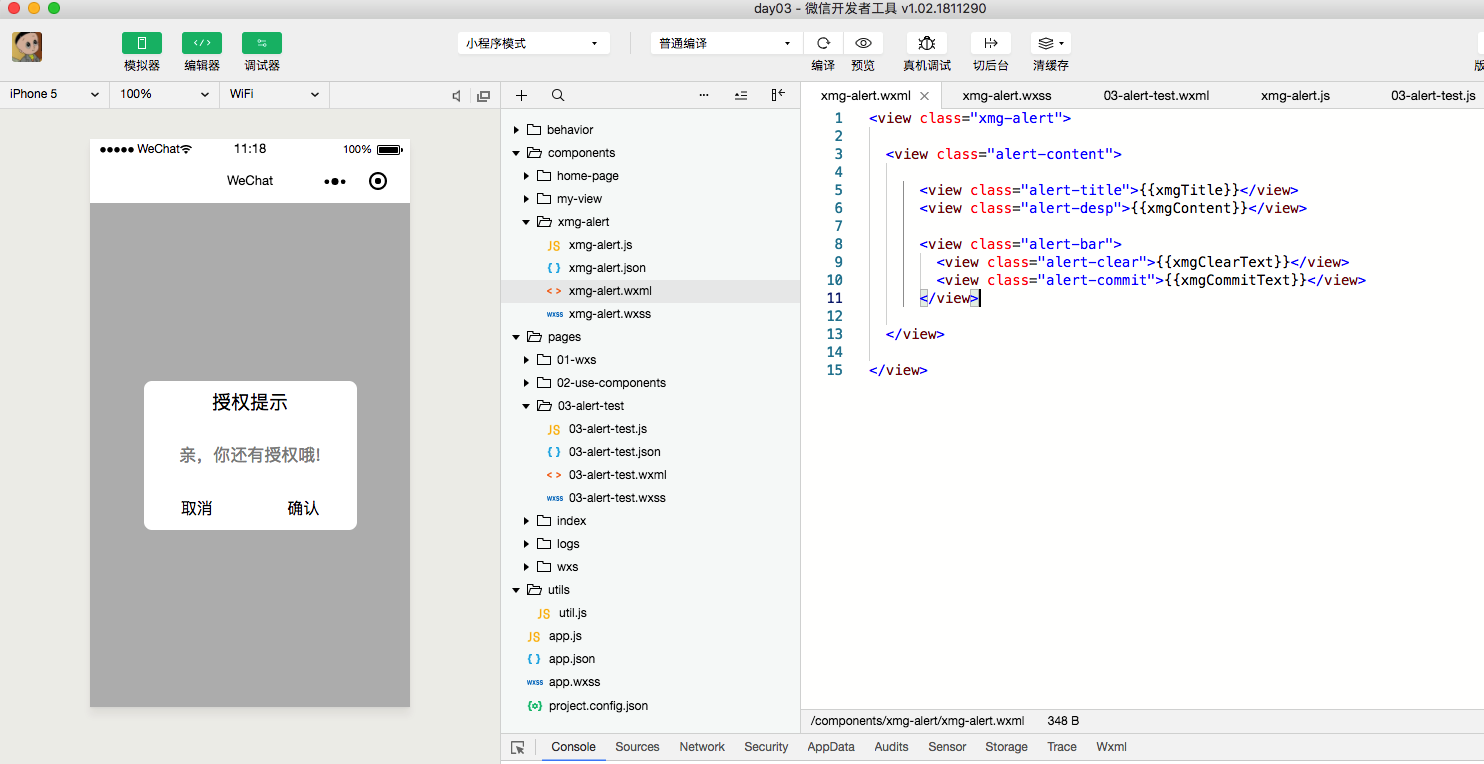 day03 - 微信开发者工具 v1.02.1811290
模拟器 编辑器 调试器 小程序模式 普通编译 编译 预览 真机调试 切后台 清缓存 版
iPhone 5 100% WiFi
WeChat 11:18 100%
WeChat
授权提示
亲，你还有授权哦!
取消 确认
behavior
components
home-page
my-view
xmg-alert
JS xmg-alert.js
{ } xmg-alert.json
< > xmg-alert.wxml
wxss xmg-alert.wxss
pages
01-wxs
02-use-components
03-alert-test
JS 03-alert-test.js
{ } 03-alert-test.json
< > 03-alert-test.wxml
wxss 03-alert-test.wxss
index
logs
wxs
utils
JS util.js
JS app.js
{ } app.json
wxss app.wxss
project.config.json
xmg-alert.wxml xmg-alert.wxss 03-alert-test.wxml xmg-alert.js 03-alert-test.js
1 <view class="xmg-alert">
2
3 <view class="alert-content">
4
5 <view class="alert-title">{{xmgTitle}}</view>
6 <view class="alert-desp">{{xmgContent}}</view>
7
8 <view class="alert-bar">
9 <view class="alert-clear">{{xmgClearText}}</view>
10 <view class="alert-commit">{{xmgCommitText}}</view>
11 </view>
12
13 </view>
14
15 </view>
/components/xmg-alert/xmg-alert.wxml 348 B
Console Sources Network Security AppData Audits Sensor Storage Trace Wxml